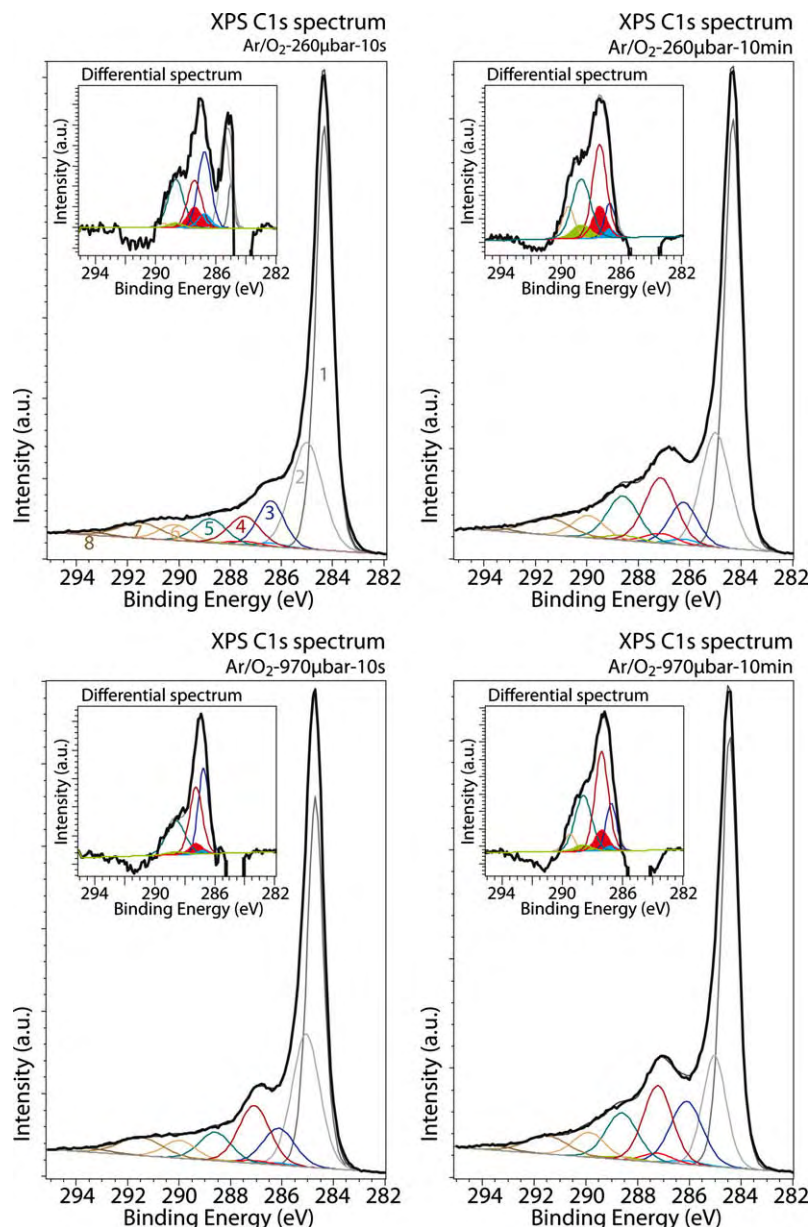 XPS C1s spectrum
Ar/O₂-260µbar-10s
Differential spectrum
Intensity (a.u.)
294 290 286 282
Binding Energy (eV)
Intensity (a.u.)
1
2
3
4
5
6
7
8
294 292 290 288 286 284 282
Binding Energy (eV)
XPS C1s spectrum
Ar/O₂-260µbar-10min
Differential spectrum
Intensity (a.u.)
294 290 286 282
Binding Energy (eV)
Intensity (a.u.)
294 292 290 288 286 284 282
Binding Energy (eV)
XPS C1s spectrum
Ar/O₂-970µbar-10s
Differential spectrum
Intensity (a.u.)
294 290 286 282
Binding Energy (eV)
Intensity (a.u.)
294 292 290 288 286 284 282
Binding Energy (eV)
XPS C1s spectrum
Ar/O₂-970µbar-10min
Differential spectrum
Intensity (a.u.)
294 290 286 282
Binding Energy (eV)
Intensity (a.u.)
294 292 290 288 286 284 282
Binding Energy (eV)